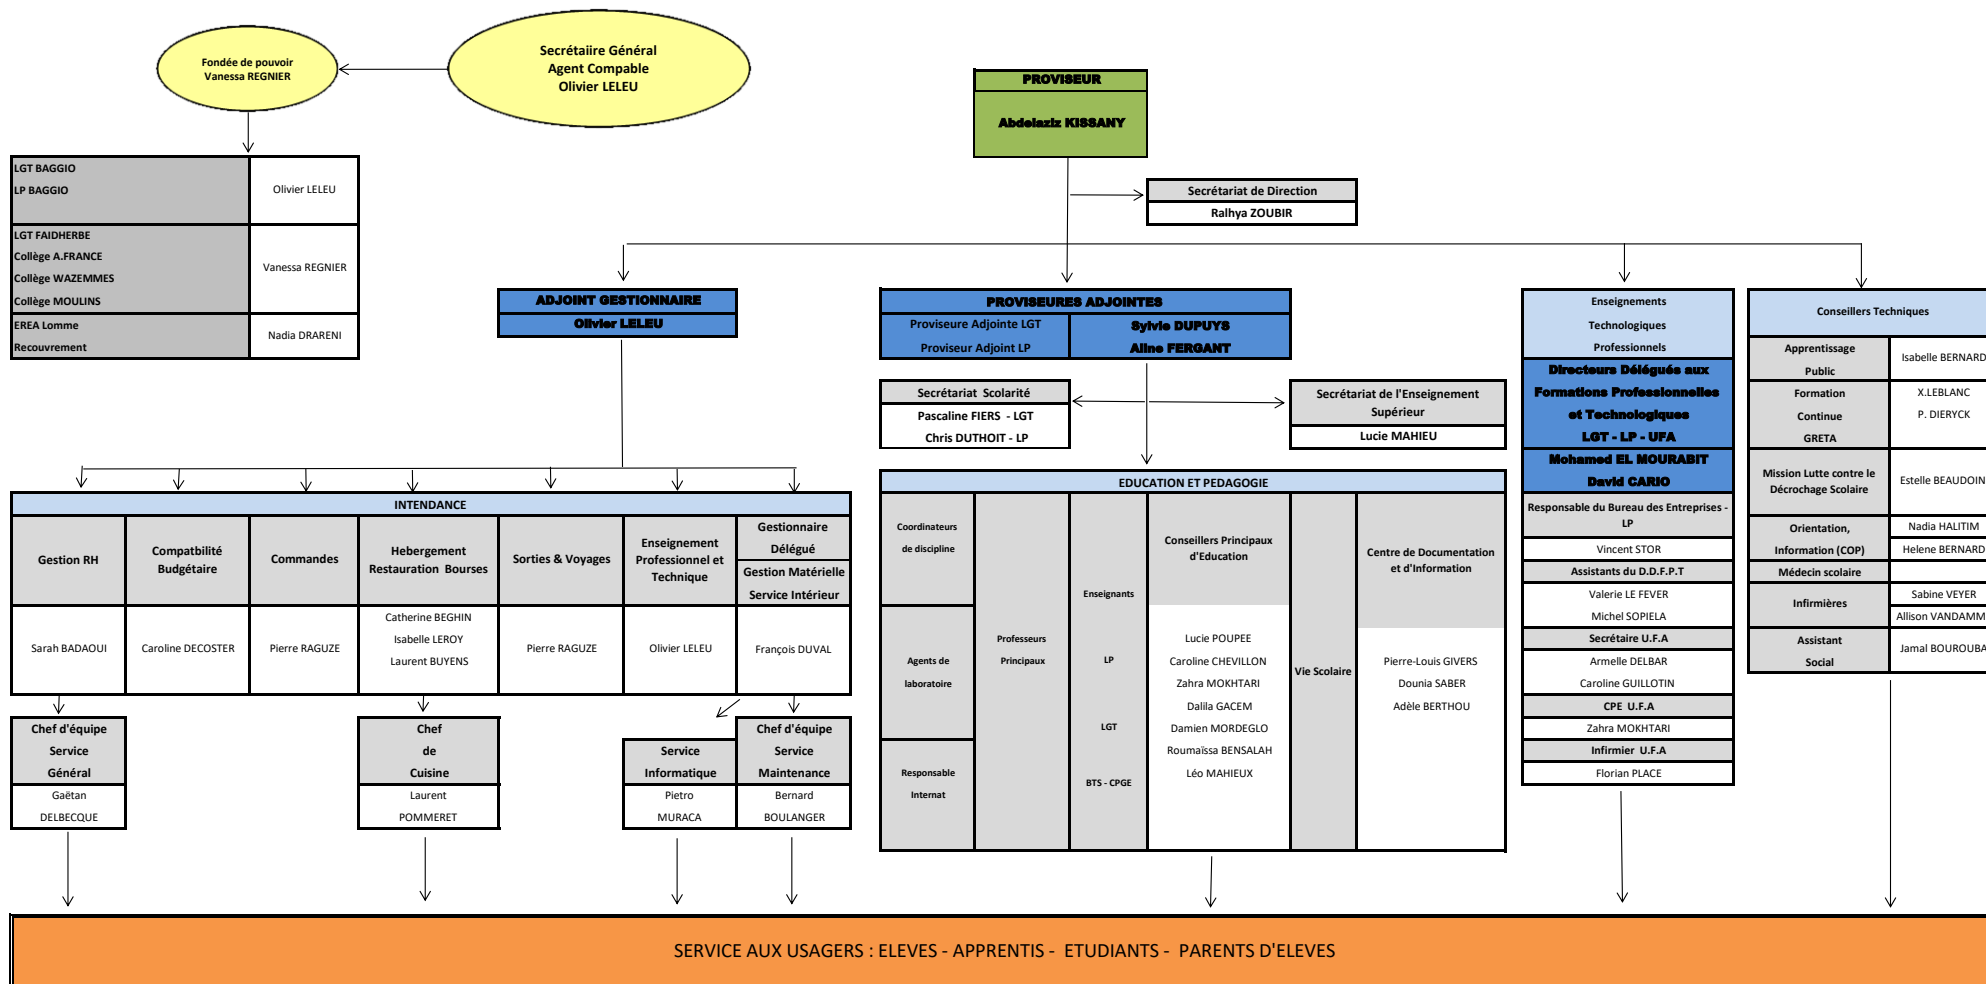 Secrétaiire Général
Agent Compable
Olivier LELEU
Fondée de pouvoir
Vanessa REGNIER
PROVISEUR
Abdelaziz KISSANY
LGT BAGGIO
LP BAGGIO
Olivier LELEU
LGT FAIDHERBE
Collège A.FRANCE
Collège WAZEMMES
Collège MOULINS
Vanessa REGNIER
EREA Lomme
Recouvrement
Nadia DRARENI
Secrétariat de Direction
Ralhya ZOUBIR
ADJOINT GESTIONNAIRE
Olivier LELEU
PROVISEURES ADJOINTES
Proviseure Adjointe LGT
Proviseur Adjoint LP
Sylvie DUPUYS
Aline FERGANT
Secrétariat Scolarité
Pascaline FIERS - LGT
Chris DUTHOIT - LP
Secrétariat de l'Enseignement
Supérieur
Lucie MAHIEU
INTENDANCE
Gestion RH
Compatbilité
Budgétaire
Commandes
Hebergement
Restauration Bourses
Sorties & Voyages
Enseignement
Professionnel et
Technique
Gestionnaire
Délégué
Gestion Matérielle
Service Intérieur
Sarah BADAOUI
Caroline DECOSTER
Pierre RAGUZE
Catherine BEGHIN
Isabelle LEROY
Laurent BUYENS
Pierre RAGUZE
Olivier LELEU
François DUVAL
Chef d'équipe
Service
Général
Gaëtan
DELBECQUE
Chef
de
Cuisine
Laurent
POMMERET
Service
Informatique
Pietro
MURACA
Chef d'équipe
Service
Maintenance
Bernard
BOULANGER
EDUCATION ET PEDAGOGIE
Coordinateurs
de discipline
Agents de
laboratoire
Responsable
Internat
Professeurs
Principaux
Enseignants
LP
LGT
BTS - CPGE
Conseillers Principaux
d'Education
Lucie POUPEE
Caroline CHEVILLON
Zahra MOKHTARI
Dalila GACEM
Damien MORDEGLO
Roumaïssa BENSALAH
Léo MAHIEUX
Vie Scolaire
Centre de Documentation
et d'Information
Pierre-Louis GIVERS
Dounia SABER
Adèle BERTHOU
Enseignements
Technologiques
Professionnels
Directeurs Délégués aux
Formations Professionnelles
et Technologiques
LGT - LP - UFA
Mohamed EL MOURABIT
David CARIO
Responsable du Bureau des Entreprises -
LP
Vincent STOR
Assistants du D.D.F.P.T
Valerie LE FEVER
Michel SOPIELA
Secrétaire U.F.A
Armelle DELBAR
Caroline GUILLOTIN
CPE U.F.A
Zahra MOKHTARI
Infirmier U.F.A
Florian PLACE
Conseillers Techniques
Apprentissage
Public
Isabelle BERNARD
Formation
Continue
GRETA
X.LEBLANC
P. DIERYCK
Mission Lutte contre le
Décrochage Scolaire
Estelle BEAUDOIN
Orientation,
Information (COP)
Nadia HALITIM
Helene BERNARD
Médecin scolaire
Infirmières
Sabine VEYER
Allison VANDAMM
Assistant
Social
Jamal BOUROUBA
SERVICE AUX USAGERS : ELEVES - APPRENTIS - ETUDIANTS - PARENTS D'ELEVES